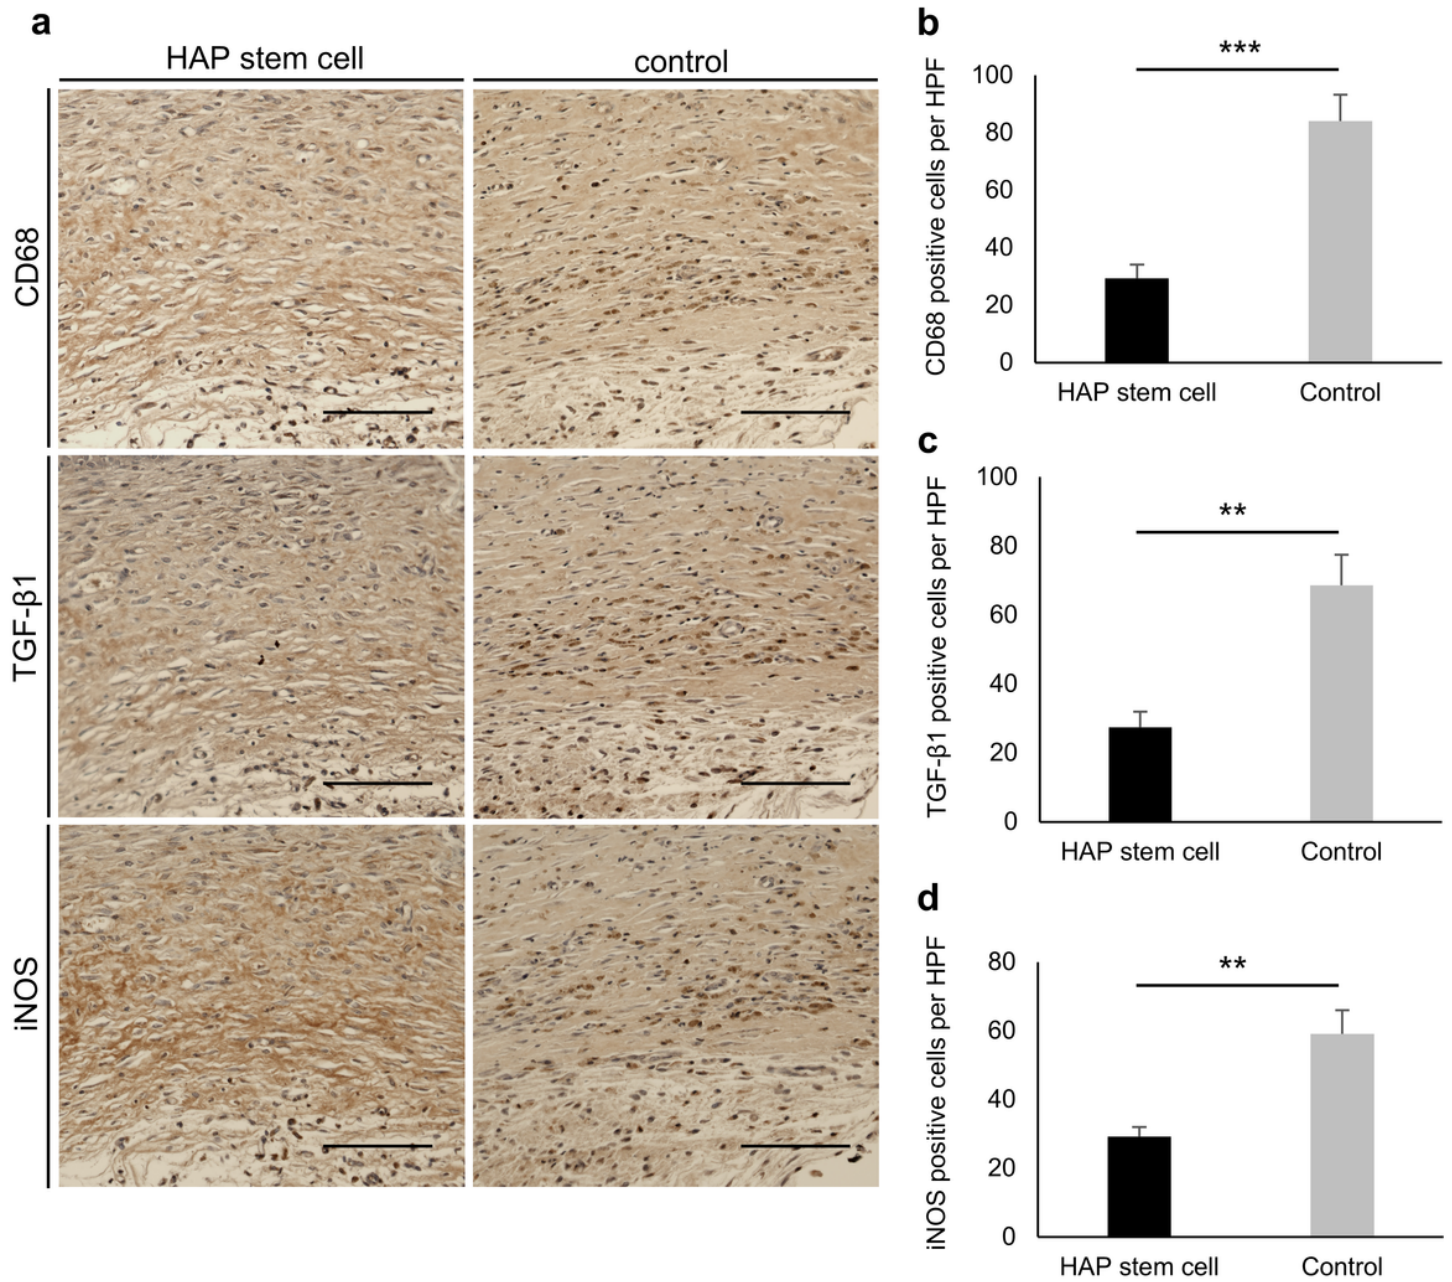 a
HAP stem cell
control
CD68
TGF-β1
iNOS
b
***
CD68 positive cells per HPF
100
80
60
40
20
0
HAP stem cell
Control
c
**
TGF-β1 positive cells per HPF
100
80
60
40
20
0
HAP stem cell
Control
d
**
iNOS positive cells per HPF
80
60
40
20
0
HAP stem cell
Control